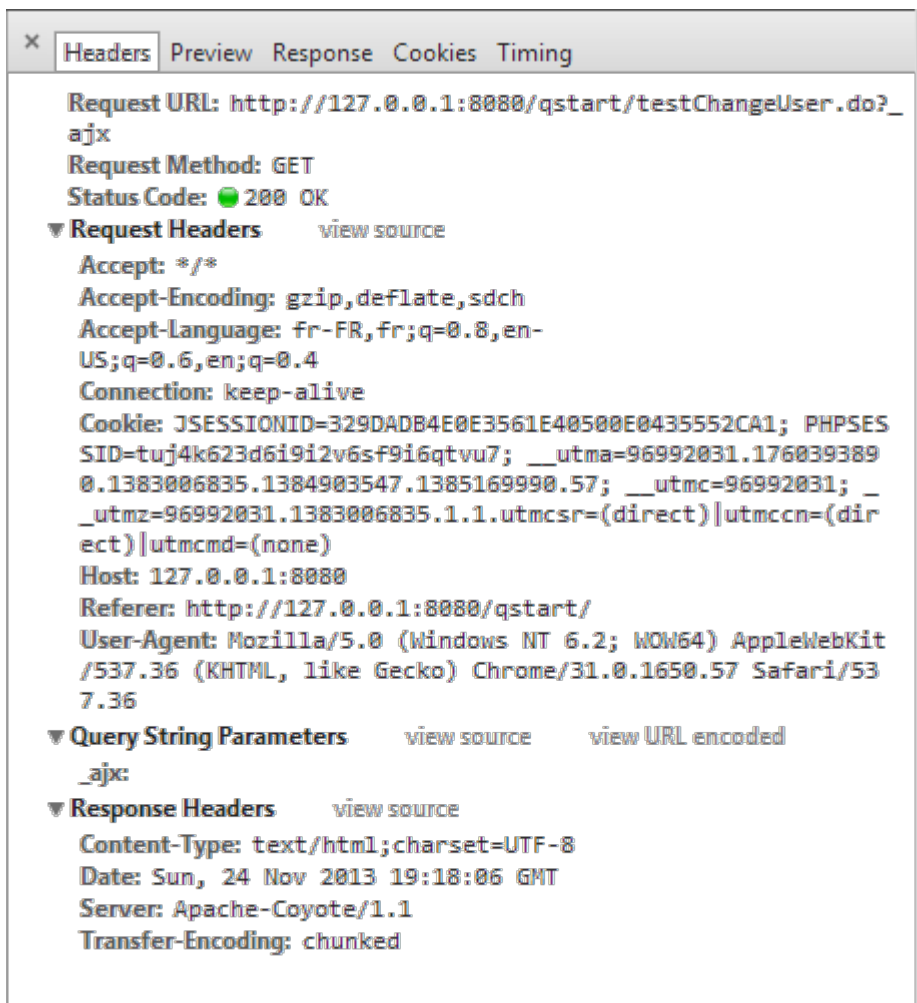 × Headers Preview Response Cookies Timing
Request URL: http://127.0.0.1:8080/qstart/testChangeUser.do?_
ajx
Request Method: GET
Status Code: 200 OK
▼ Request Headers view source
Accept: */*
Accept-Encoding: gzip,deflate,sdch
Accept-Language: fr-FR,fr;q=0.8,en-
US;q=0.6,en;q=0.4
Connection: keep-alive
Cookie: JSESSIONID=329DADB4E0E3561E40500E0435552CA1; PHPSES
SID=tuj4k623d6i9i2v6sf9i6qtvu7; __utma=96992031.176039389
0.1383006835.1384903547.1385169990.57; __utmc=96992031; _
_utmz=96992031.1383006835.1.1.utmcsr=(direct)|utmccn=(dir
ect)|utmcmd=(none)
Host: 127.0.0.1:8080
Referer: http://127.0.0.1:8080/qstart/
User-Agent: Mozilla/5.0 (Windows NT 6.2; WOW64) AppleWebKit
/537.36 (KHTML, like Gecko) Chrome/31.0.1650.57 Safari/53
7.36
▼ Query String Parameters view source view URL encoded
_ajx:
▼ Response Headers view source
Content-Type: text/html;charset=UTF-8
Date: Sun, 24 Nov 2013 19:18:06 GMT
Server: Apache-Coyote/1.1
Transfer-Encoding: chunked